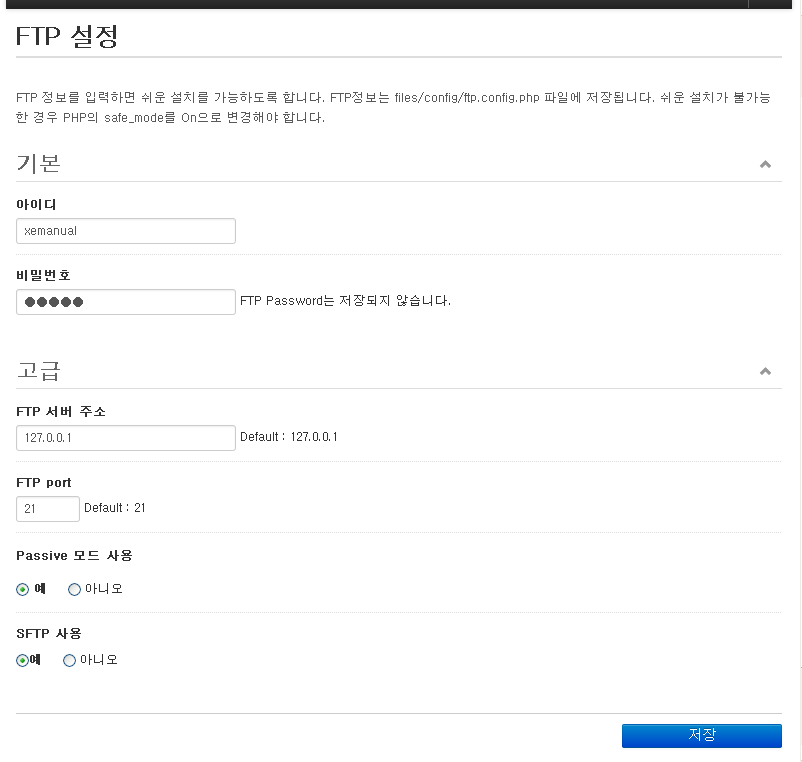 FTP 설정
FTP 정보를 입력하면 쉬운 설치를 가능하도록 합니다. FTP정보는 files/config/ftp.config.php 파일에 저장됩니다. 쉬운 설치가 불가능
한 경우 PHP의 safe_mode를 On으로 변경해야 합니다.
기본
아이디
xemanual
비밀번호
FTP Password는 저장되지 않습니다.
고급
FTP 서버 주소
127.0.0.1 Default : 127.0.0.1
FTP port
21 Default : 21
Passive 모드 사용
예 아니오
SFTP 사용
예 아니오
저장